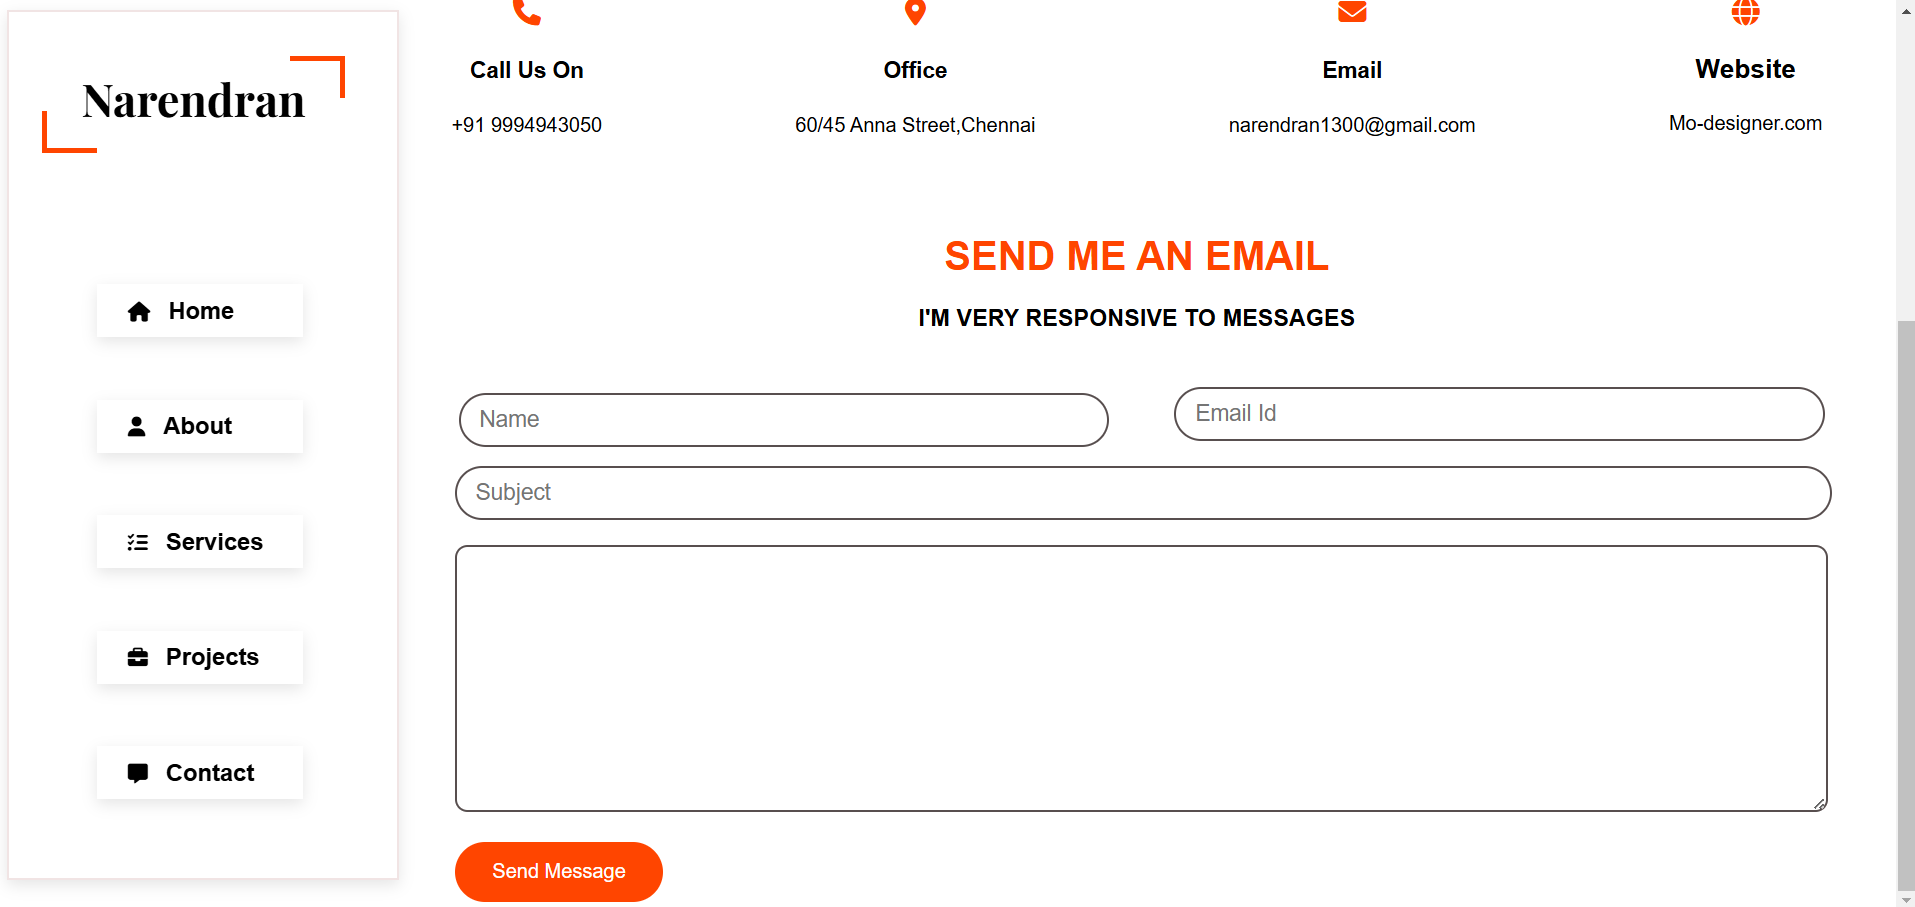 Narendran
Home
About
Services
Projects
Contact
Call Us On
+91 9994943050
Office
60/45 Anna Street,Chennai
Email
narendran1300@gmail.com
Website
Mo-designer.com
SEND ME AN EMAIL
I'M VERY RESPONSIVE TO MESSAGES
Name
Email Id
Subject
Send Message